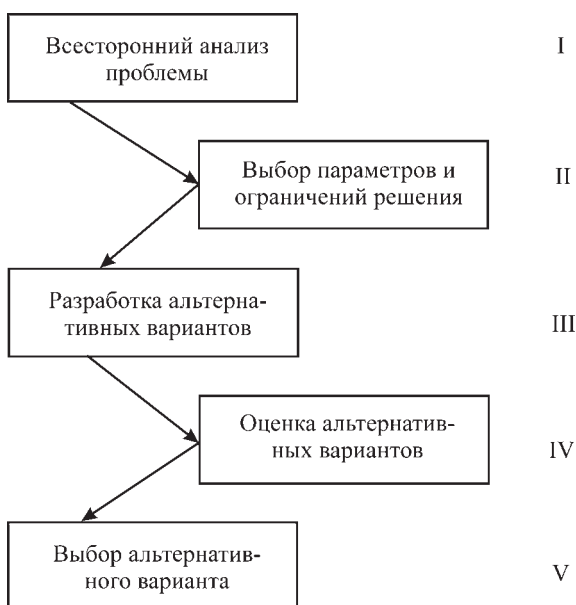 Всесторонний анализ
проблемы
I
Выбор параметров и
ограничений решения
II
Разработка альтерна-
тивных вариантов
III
Оценка альтернатив-
ных вариантов
IV
Выбор альтернатив-
ного варианта
V